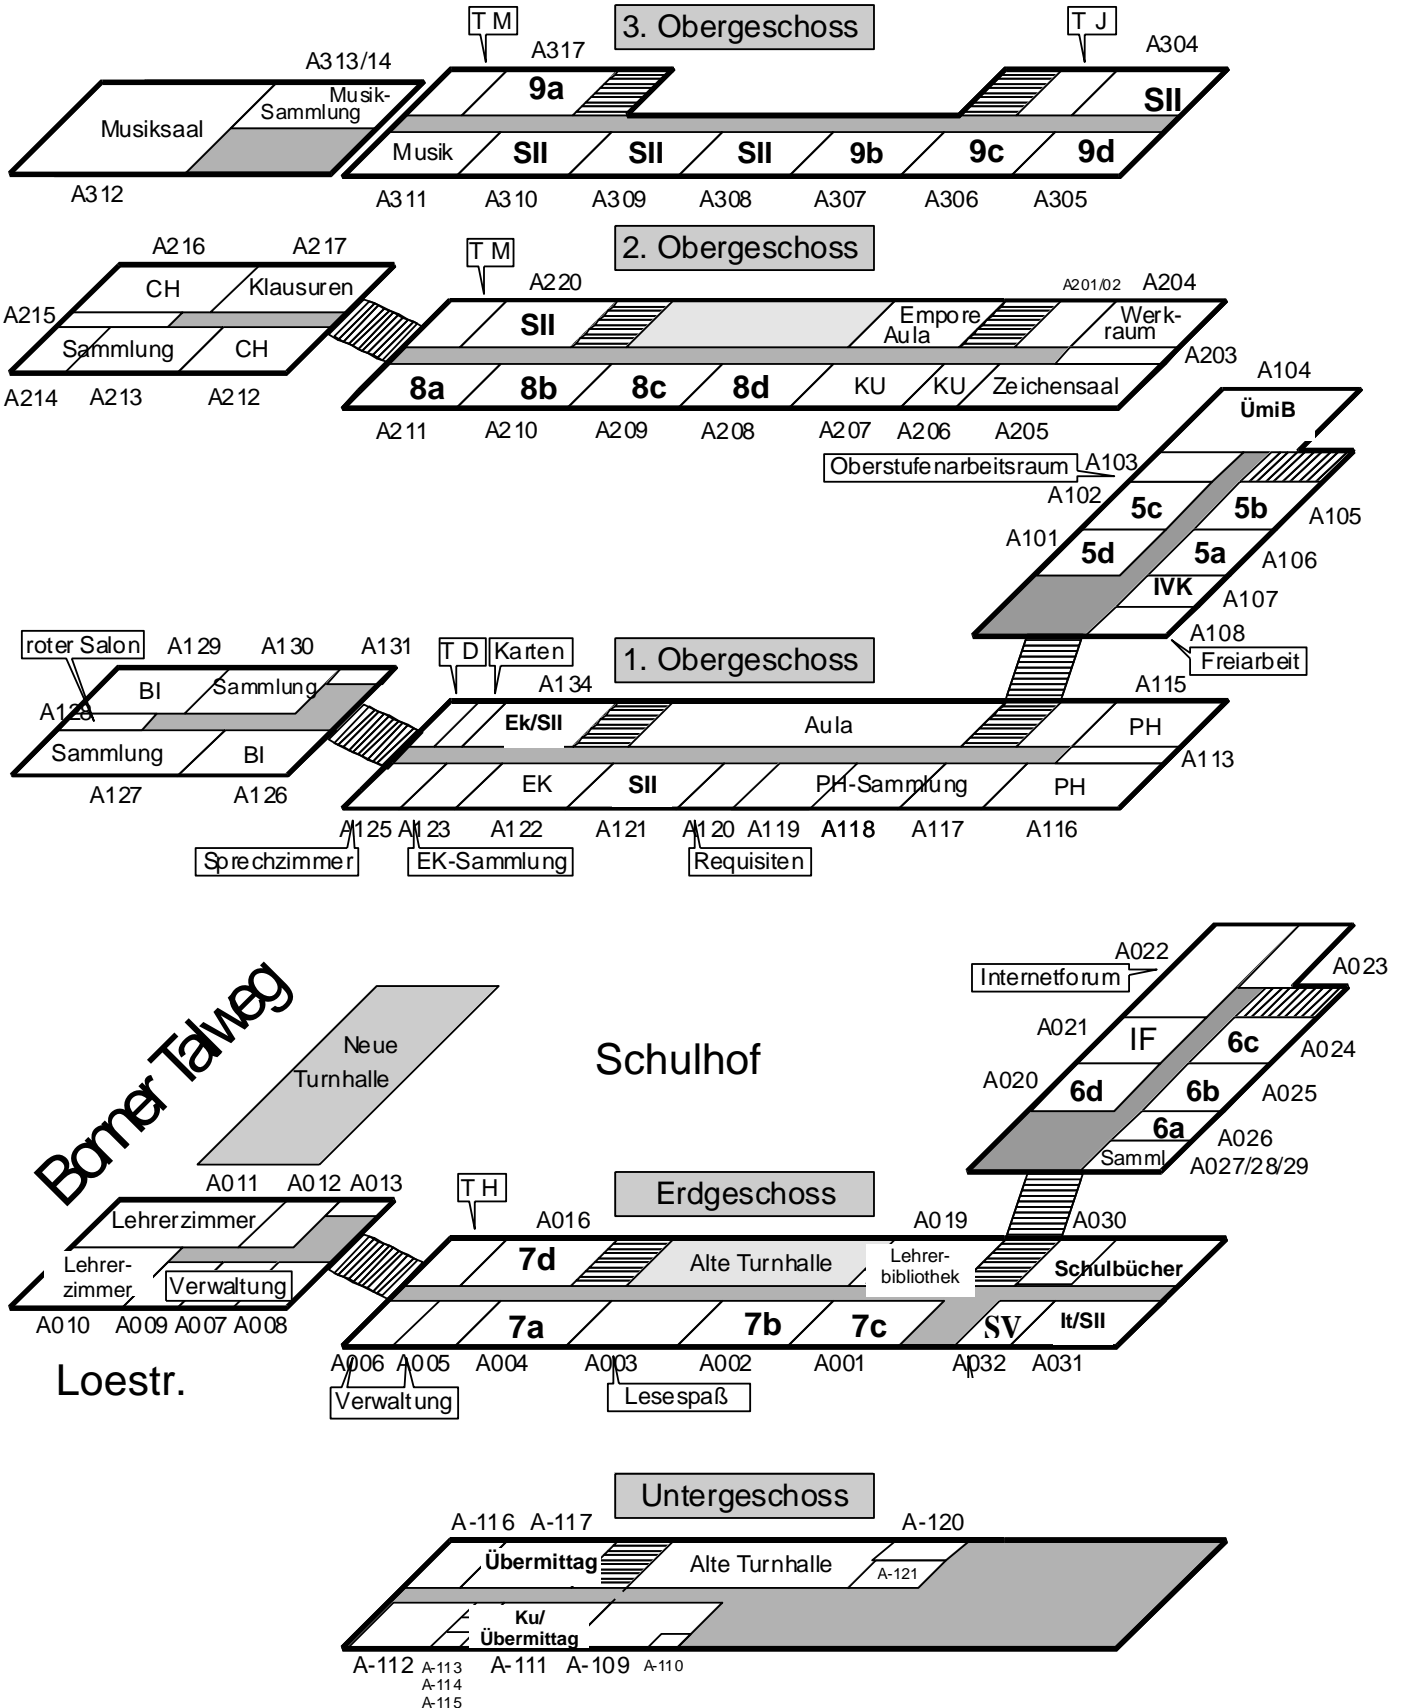 T M
3. Obergeschoss
T J
A313/14
A317
A304
Musiksaal
Musik-
Sammlung
9a
SII
Musik
SII
SII
SII
9b
9c
9d
A312
A311
A310
A309
A308
A307
A306
A305
A216
A217
T M
2. Obergeschoss
A220
A201/02
A204
A215
CH
Klausuren
SII
Empore
Aula
Werk-
raum
Sammlung
CH
A203
8a
8b
8c
8d
KU
KU
Zeichensaal
A214
A213
A212
A211
A210
A209
A208
A207
A206
A205
A104
ÜmiB
Oberstufenarbeitsraum
A103
A102
5c
5b
A105
A101
5d
5a
A106
IVK
A107
A108
Freiarbeit
roter Salon
A129
A130
A131
T D
Karten
1. Obergeschoss
A134
A115
A128
BI
Sammlung
Ek/SII
Aula
PH
Sammlung
BI
A113
EK
SII
PH-Sammlung
PH
A127
A126
A125
A123
A122
A121
A120
A119
A118
A117
A116
Sprechzimmer
EK-Sammlung
Requisiten
Bonner Talweg
Neue
Turnhalle
Schulhof
A022
Internetforum
A023
A021
IF
6c
A024
A020
6d
6b
A025
6a
A026
Samml.
A027/28/29
A011
A012
A013
T H
Erdgeschoss
A016
A019
A030
Lehrerzimmer
7d
Alte Turnhalle
Lehrer-
bibliothek
Schulbücher
Lehrer-
zimmer
Verwaltung
7a
7b
7c
SV
It/SII
A010
A009
A007
A008
A006
A005
A004
A003
A002
A001
A032
A031
Loestr.
Verwaltung
Lesespaß
Untergeschoss
A-116
A-117
A-120
Übermittag
Alte Turnhalle
A-121
Ku/
Übermittag
A-112
A-113
A-114
A-115
A-111
A-109
A-110